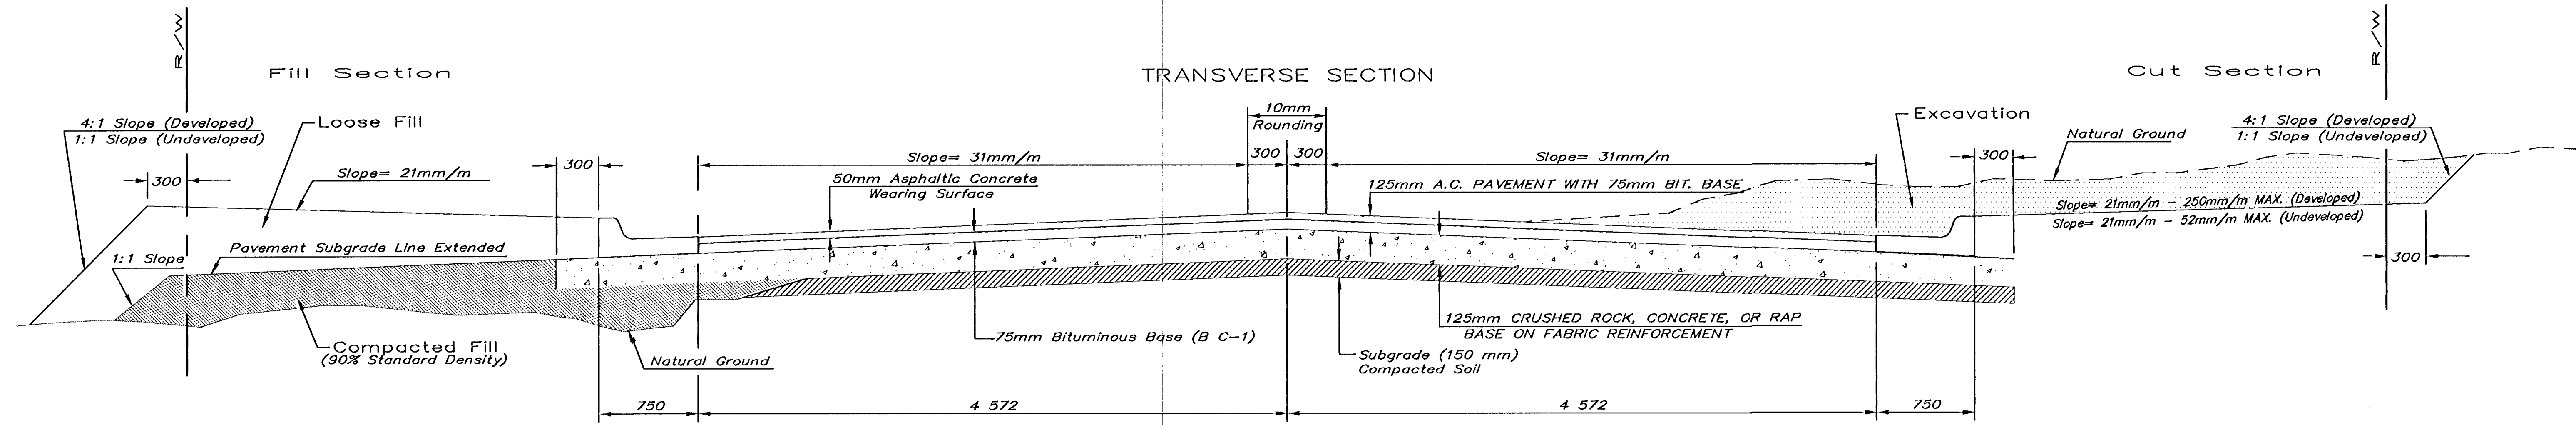 R/W
Fill Section
TRANSVERSE SECTION
Cut Section
R/W
4:1 Slope (Developed)
1:1 Slope (Undeveloped)
Loose Fill
10mm
Rounding
Excavation
Natural Ground
4:1 Slope (Developed)
1:1 Slope (Undeveloped)
300
Slope= 21mm/m
300
Slope= 31mm/m
300
300
Slope= 31mm/m
300
50mm Asphaltic Concrete
Wearing Surface
125mm A.C. PAVEMENT WITH 75mm BIT. BASE
Slope= 21mm/m - 250mm/m MAX. (Developed)
Slope= 21mm/m - 52mm/m MAX. (Undeveloped)
Pavement Subgrade Line Extended
1:1 Slope
300
Compacted Fill
(90% Standard Density)
Natural Ground
75mm Bituminous Base (B C-1)
125mm CRUSHED ROCK, CONCRETE, OR RAP
BASE ON FABRIC REINFORCEMENT
Subgrade (150 mm)
Compacted Soil
750
4 572
4 572
750